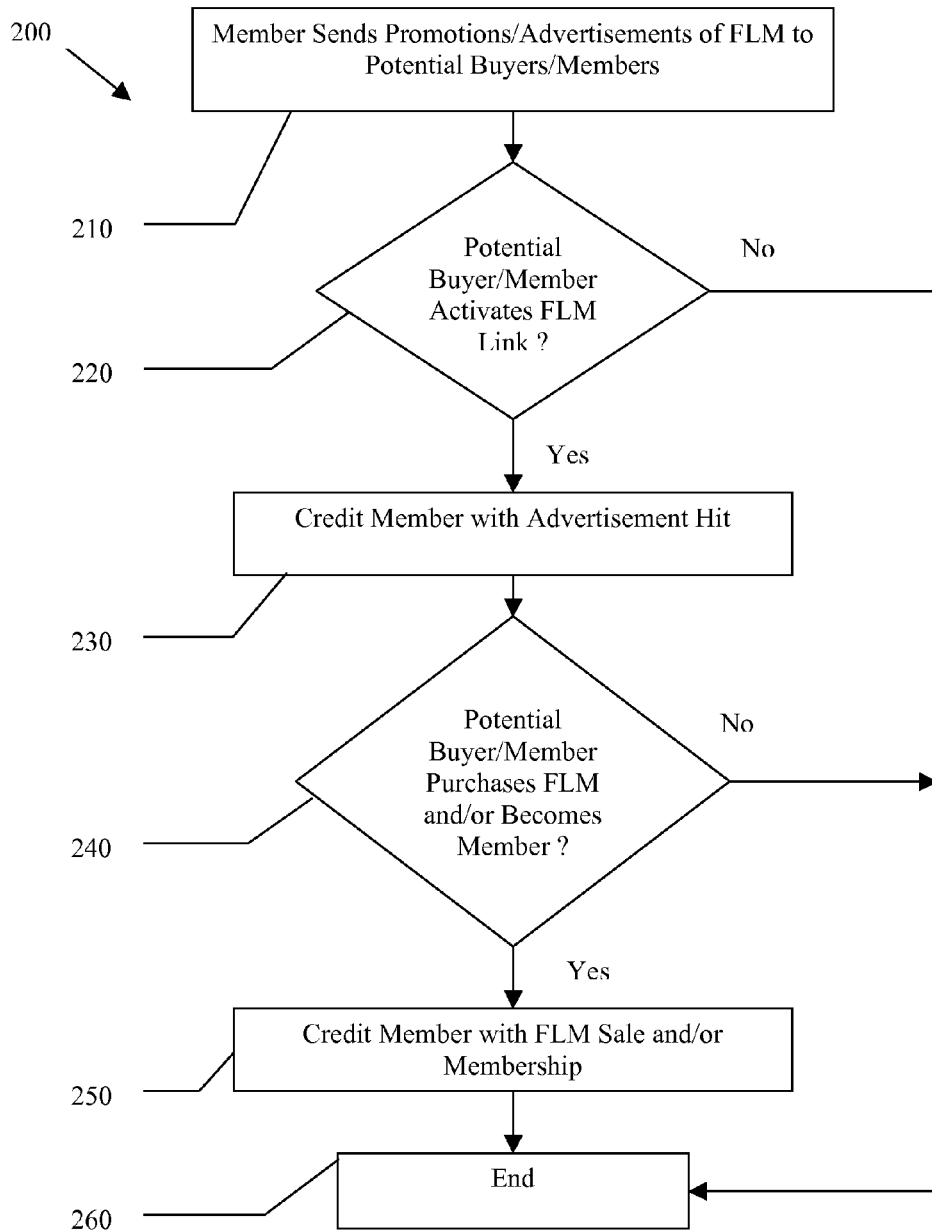 200
Member Sends Promotions/Advertisements of FLM to
Potential Buyers/Members
210
Potential
Buyer/Member
Activates FLM
Link ?
No
220
Yes
Credit Member with Advertisement Hit
230
Potential
Buyer/Member
Purchases FLM
and/or Becomes
Member ?
No
240
Yes
Credit Member with FLM Sale and/or
Membership
250
End
260